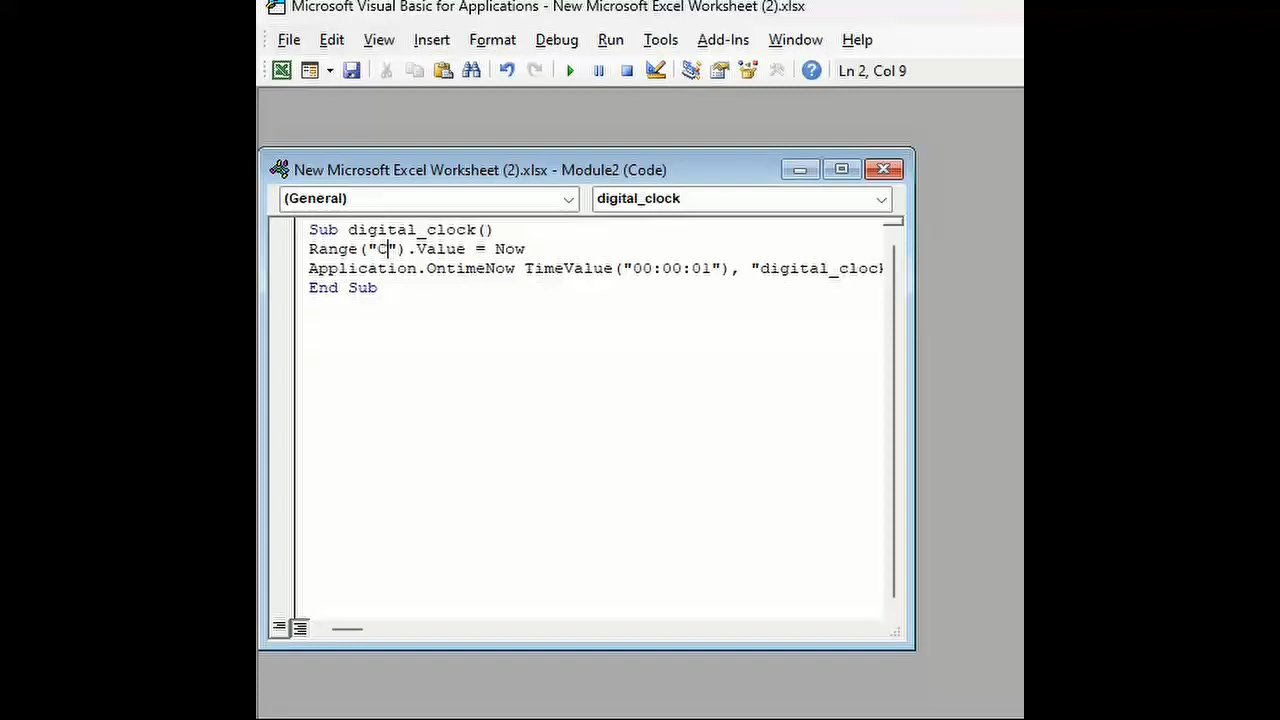 Microsoft Visual Basic for Applications - New Microsoft Excel Worksheet (2).xlsx
File Edit View Insert Format Debug Run Tools Add-Ins Window Help
Ln 2, Col 9
New Microsoft Excel Worksheet (2).xlsx - Module2 (Code)
(General) digital_clock
Sub digital_clock()
Range("C").Value = Now
Application.OntimeNow TimeValue("00:00:01"), "digital_clock
End Sub